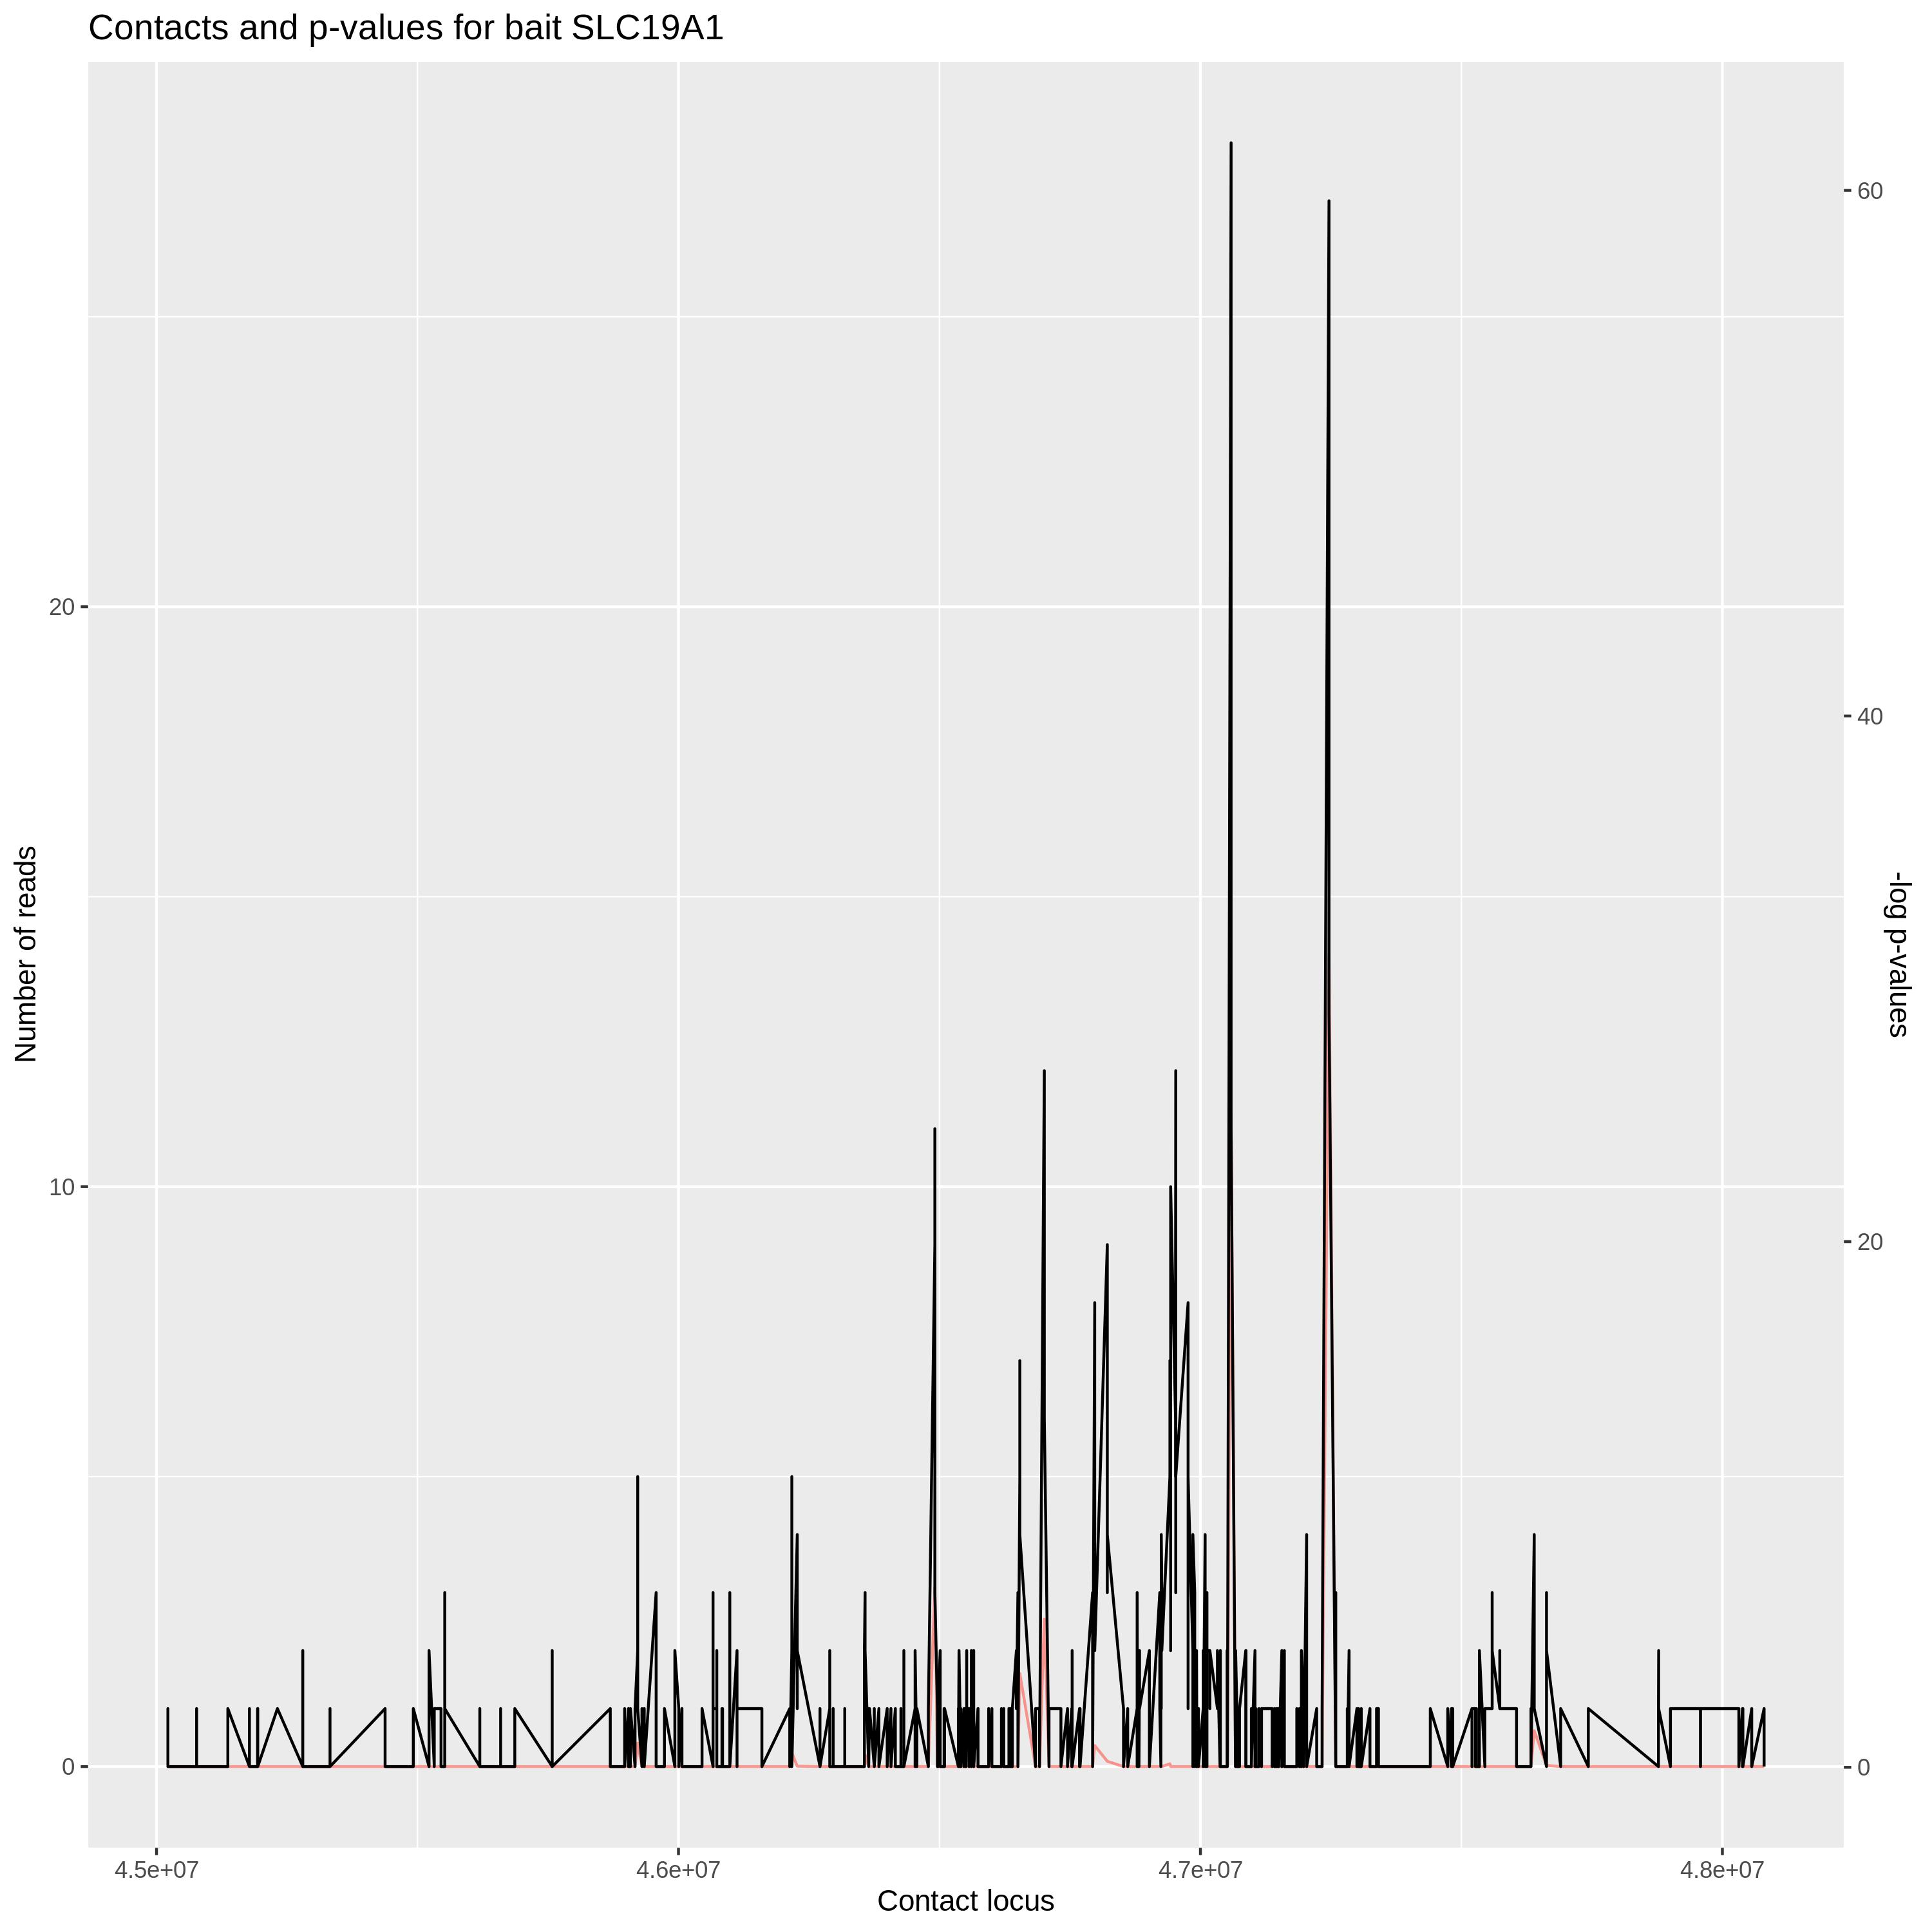 Contacts and p-values for bait SLC19A1
Number of reads
20
10
0
60
40
20
0
-log p-values
4.5e+07
4.6e+07
4.7e+07
4.8e+07
Contact locus